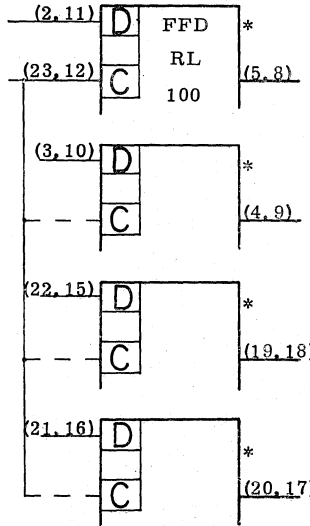 (2,11) D FFD *
RL
(23,12) C 100 (5,8)
(3,10) D *
C (4,9)
(22,15) D *
C (19,18)
(21,16) D *
C (20,17)